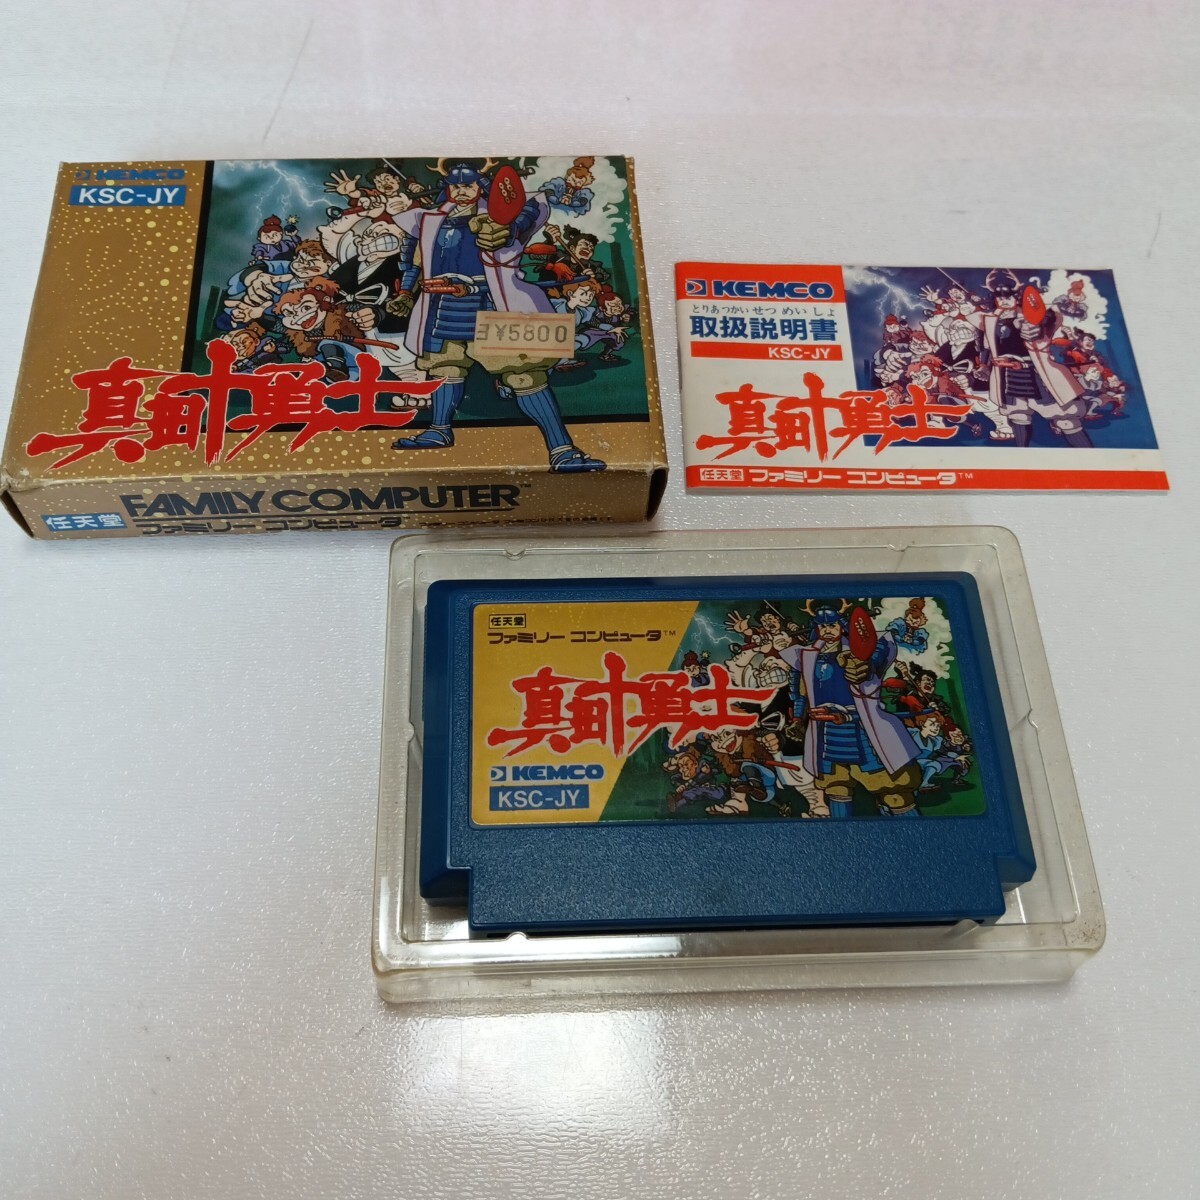 KEMCO
KSC-JY
¥5800
真田十勇士
FAMILY COMPUTER™
任天堂
ファミリー コンピュータ
KEMCO
とりあつかいせつめいしょ
取扱説明書
KSC-JY
真田十勇士
任天堂 ファミリー コンピュータ™
任天堂
ファミリー コンピュータ™
真田十勇士
KEMCO
KSC-JY